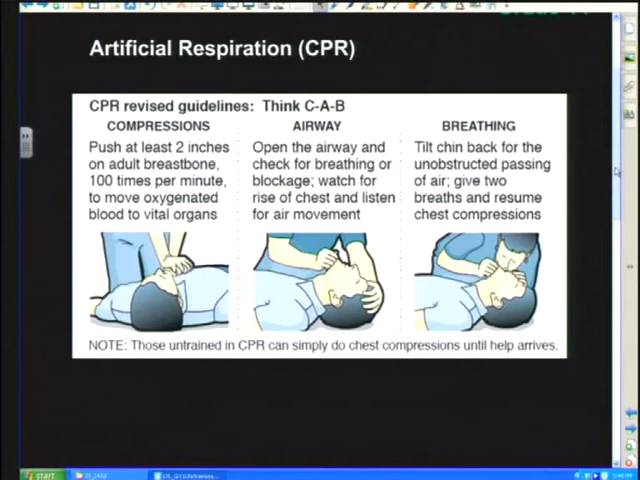 Artificial Respiration (CPR)
CPR revised guidelines: Think C-A-B
COMPRESSIONS
Push at least 2 inches
on adult breastbone,
100 times per minute,
to move oxygenated
blood to vital organs
AIRWAY
Open the airway and
check for breathing or
blockage; watch for
rise of chest and listen
for air movement
BREATHING
Tilt chin back for the
unobstructed passing
of air; give two
breaths and resume
chest compressions
NOTE: Those untrained in CPR can simply do chest compressions until help arrives.
start